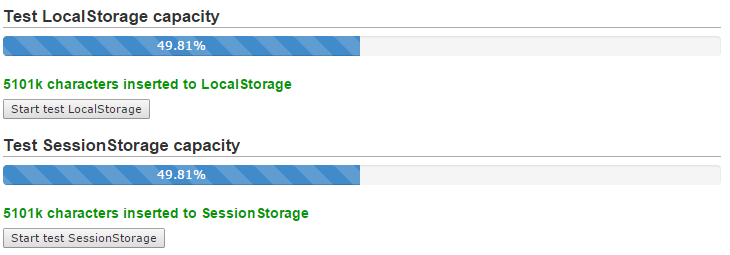 Test LocalStorage capacity
49.81%
5101k characters inserted to LocalStorage
Start test LocalStorage
Test SessionStorage capacity
49.81%
5101k characters inserted to SessionStorage
Start test SessionStorage